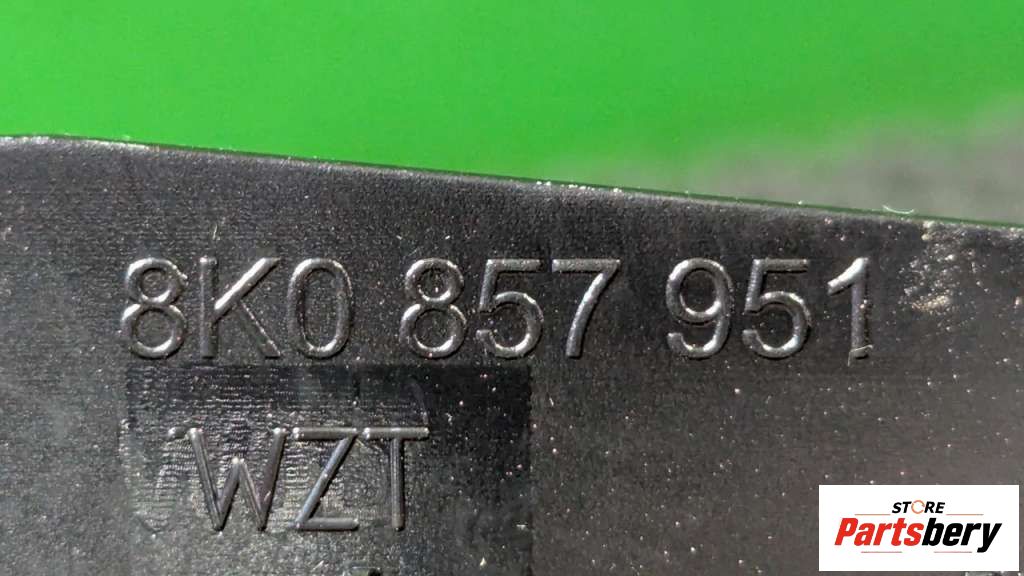 8K0 857 951
WZT
STORE
Partsbery